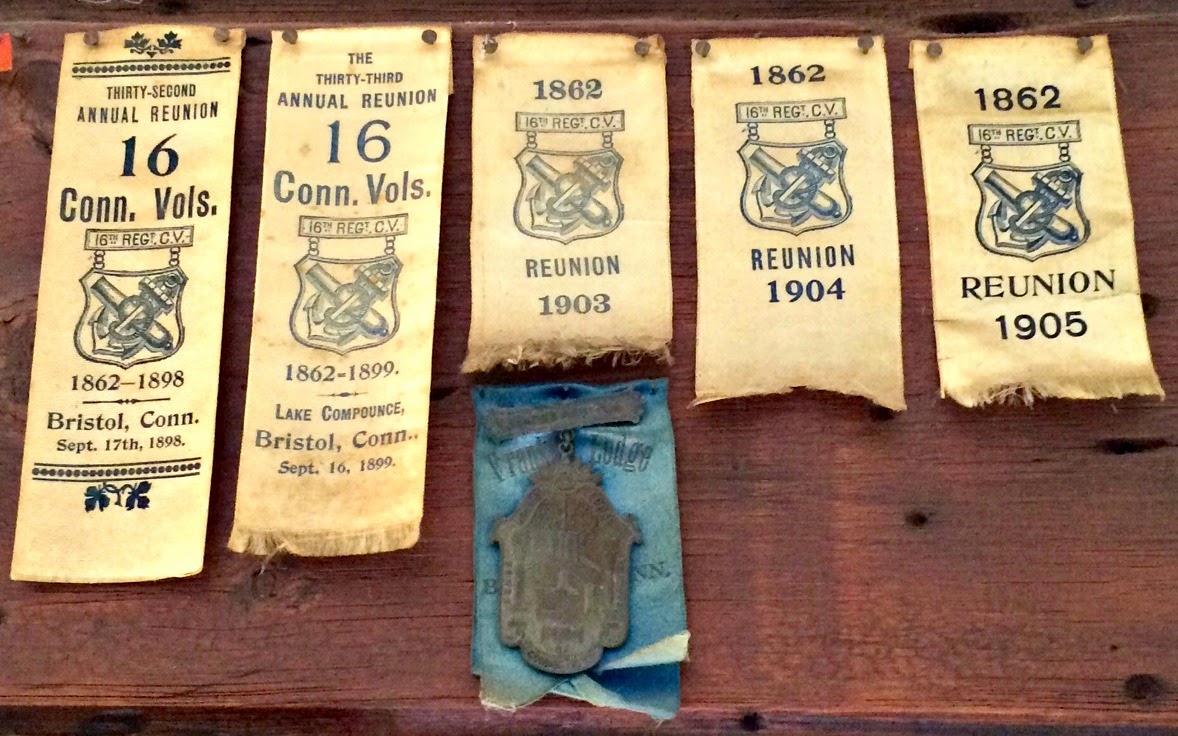 THIRTY-SECOND
ANNUAL REUNION
16
Conn. Vols.
16TH REGT. C.V.
1862–1898
Bristol, Conn.
Sept. 17th, 1898.
THE
THIRTY-THIRD
ANNUAL REUNION
16
Conn. Vols.
16TH REGT. C.V.
1862-1899.
LAKE COMPOUNCE,
Bristol, Conn.,
Sept. 16, 1899.
1862
16TH REGT. C.V.
REUNION
1903
1862
16TH REGT. C.V.
REUNION
1904
1862
16TH REGT. C.V.
REUNION
1905
Lodge
NN.